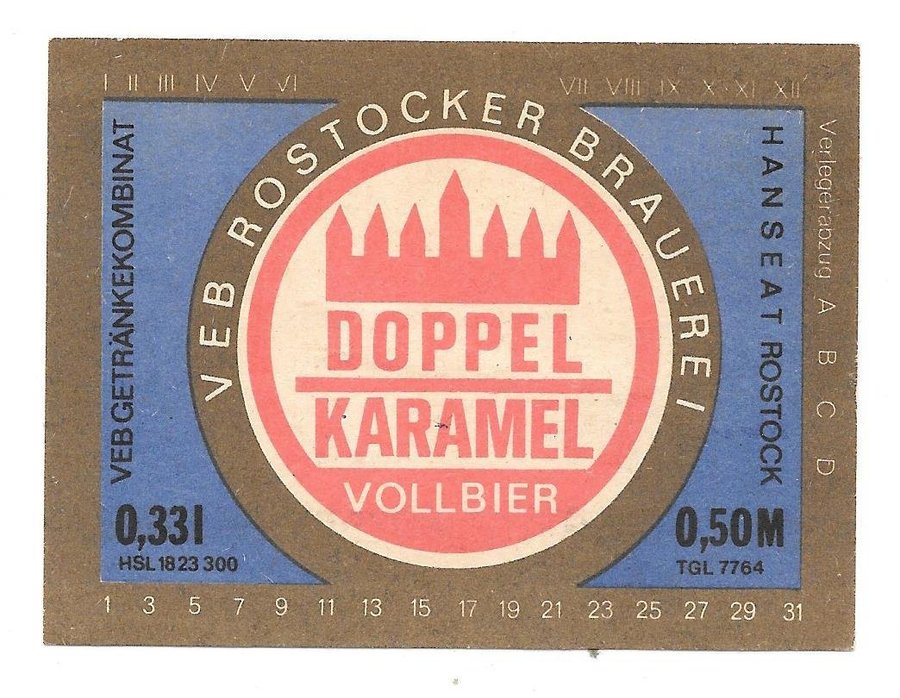 I II III IV V VI VII VIII IX X XI XII
VEB GETRÄNKEKOMBINAT
VEB ROSTOCKER BRAUEREI
DOPPEL
KARAMEL
VOLLBIER
HANSEAT ROSTOCK
Verlegerabzug A B C D
0,33 l
HSL 18 23 300
0,50 M
TGL 7764
1 3 5 7 9 11 13 15 17 19 21 23 25 27 29 31